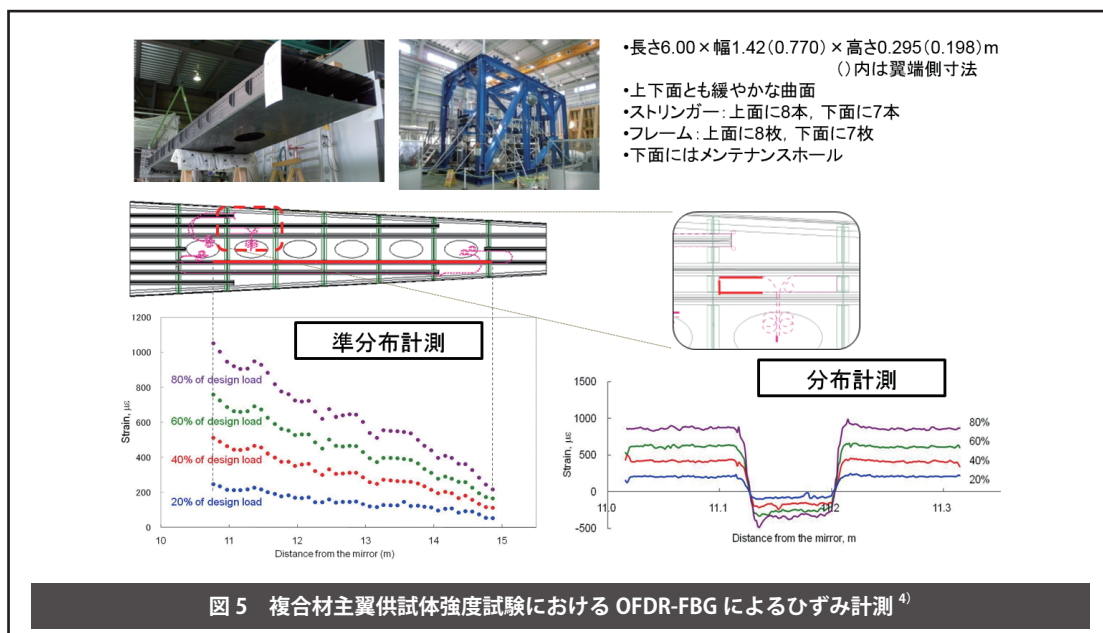 •長さ6.00×幅1.42(0.770)×高さ0.295(0.198)m
()内は翼端側寸法
•上下面とも緩やかな曲面
•ストリンガー:上面に8本，下面に7本
•フレーム:上面に8枚，下面に7枚
•下面にはメンテナンスホール
準分布計測
1200
1000
800
600
400
200
0
Strain, με
80% of design load
60% of design load
40% of design load
20% of design load
10
11
12
13
14
15
Distance from the mirror (m)
分布計測
1500
1000
500
0
-500
Strain, με
80%
60%
40%
20%
11.0
11.1
11.2
11.3
Distance from the mirror, m
図 5 複合材主翼供試体強度試験における OFDR-FBG によるひずみ計測 4)